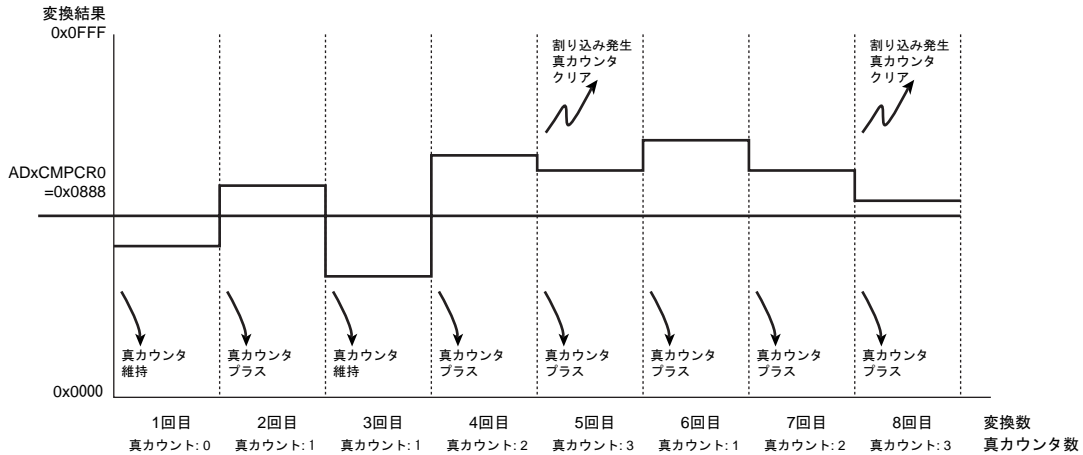 変換結果
0x0FFF
割り込み発生
真カウンタ
クリア
割り込み発生
真カウンタ
クリア
ADxCMPCR0
=0x0888
真カウンタ
維持
真カウンタ
プラス
真カウンタ
維持
真カウンタ
プラス
真カウンタ
プラス
真カウンタ
プラス
真カウンタ
プラス
真カウンタ
プラス
0x0000
1回目 2回目 3回目 4回目 5回目 6回目 7回目 8回目 変換数
真カウント: 0 真カウント: 1 真カウント: 1 真カウント: 2 真カウント: 3 真カウント: 1 真カウント: 2 真カウント: 3 真カウンタ数